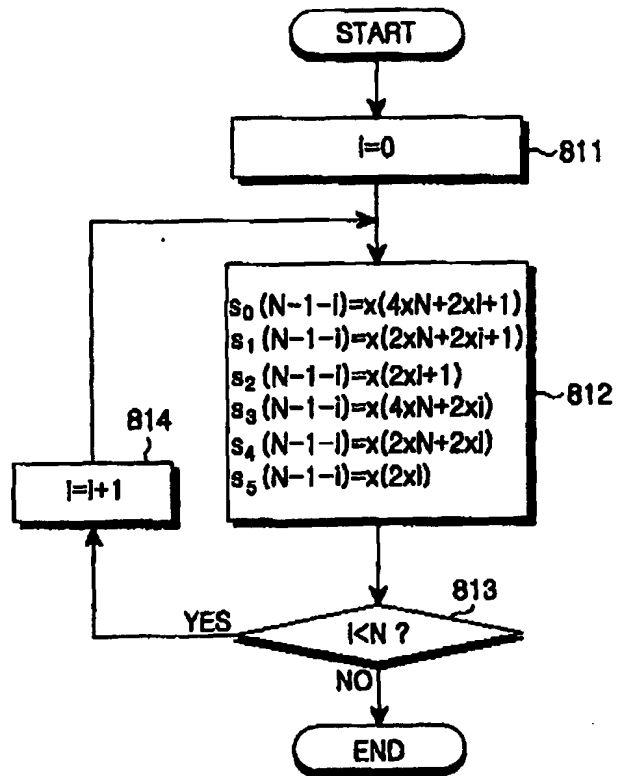 START
i=0
811
s₀(N-1-i)=x(4xN+2xi+1)
s₁(N-1-i)=x(2xN+2xi+1)
s₂(N-1-i)=x(2xi+1)
s₃(N-1-i)=x(4xN+2xi)
s₄(N-1-i)=x(2xN+2xi)
s₅(N-1-i)=x(2xi)
812
814
i=i+1
813
i<N ?
YES
NO
END